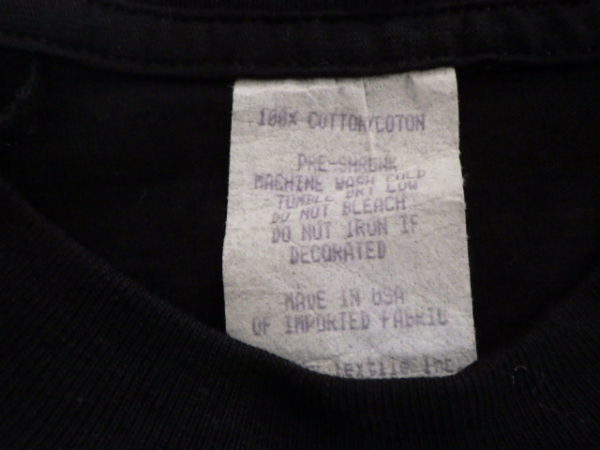 100% COTTON/COTON
PRE-SHRUNK
MACHINE WASH COLD
TUMBLE DRY LOW
DO NOT BLEACH
DO NOT IRON IF
DECORATED
MADE IN USA
OF IMPORTED FABRIC
Textile Inc